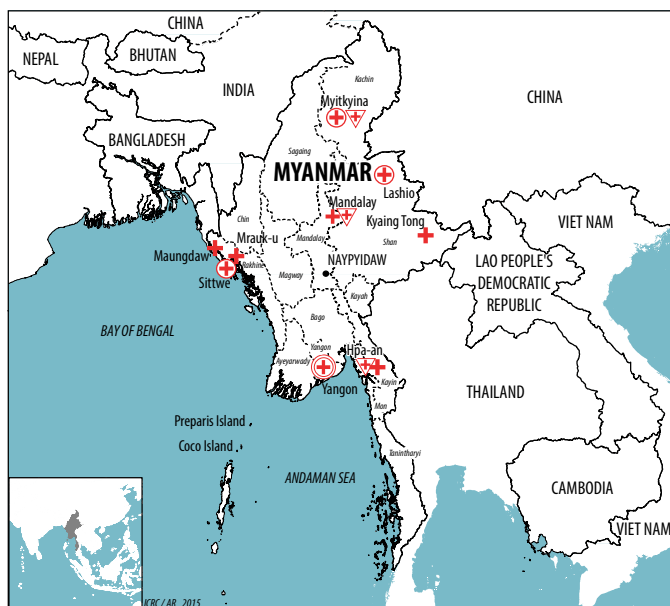 CHINA
NEPAL
BHUTAN
Kachin
INDIA
Myitkyina
CHINA
BANGLADESH
Sagaing
MYANMAR
Lashio
Mandalay
Chin
Kyaing Tong
VIET NAM
Mrauk-u
Mandalay
Shan
Maungdaw
Rakhine
NAYPYIDAW
LAO PEOPLE'S
DEMOCRATIC
REPUBLIC
Sittwe
Magway
Kayah
BAY OF BENGAL
Bago
Yangon
Hpa-an
Ayeyarwady
Kayin
Yangon
THAILAND
Mon
Preparis Island
Coco Island
Tanintharyi
ANDAMAN SEA
CAMBODIA
VIET NAM
ICRC / AR_2015